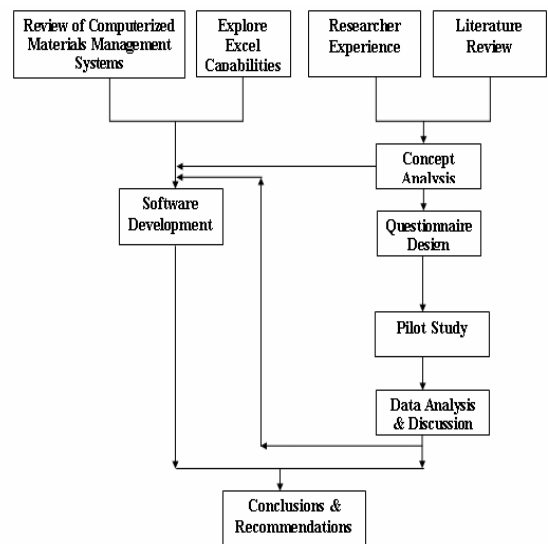 Review of Computerized
Materials Management
Systems
Explore
Excel
Capabilities
Researcher
Experience
Literature
Review
Concept
Analysis
Software
Development
Questionnaire
Design
Pilot Study
Data Analysis
& Discussion
Conclusions &
Recommendations